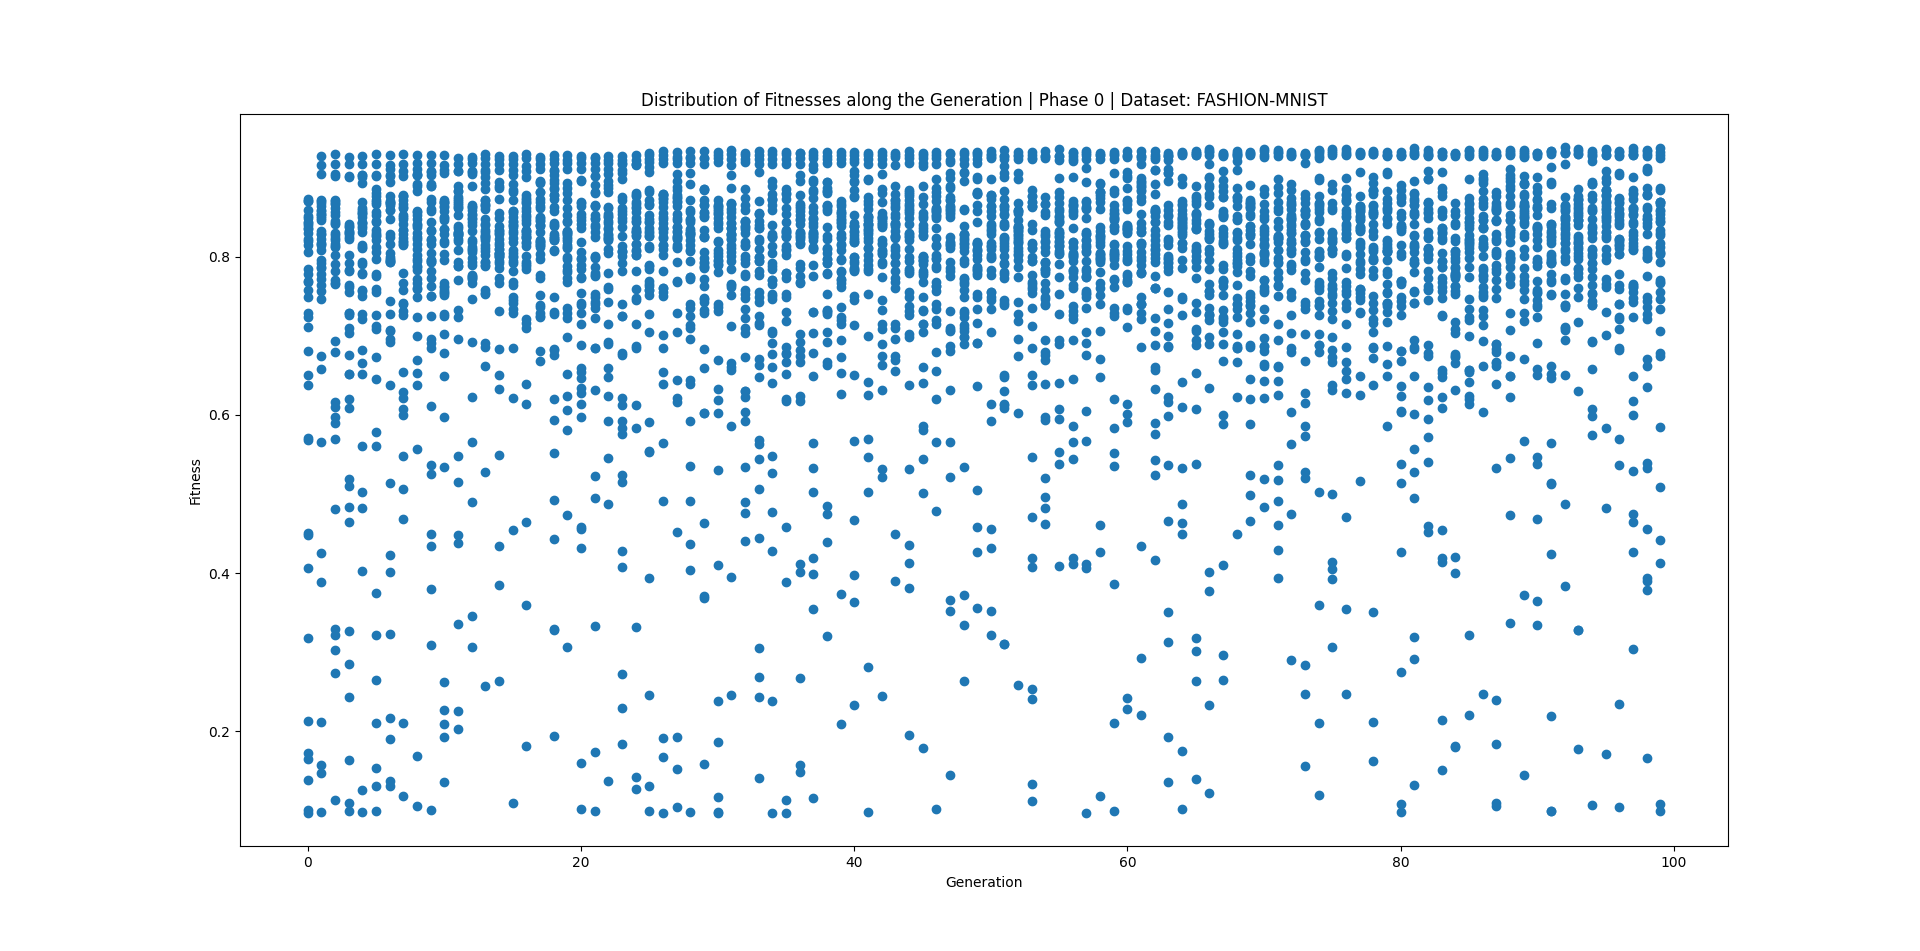 Distribution of Fitnesses along the Generation | Phase 0 | Dataset: FASHION-MNIST
0.8
0.6
0.4
0.2
Fitness
0 20 40 60 80 100
Generation